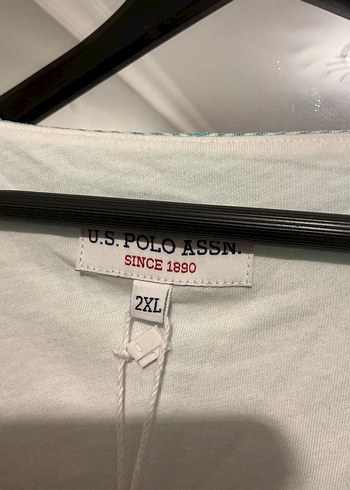 U.S. POLO ASSN.
SINCE 1890
2XL